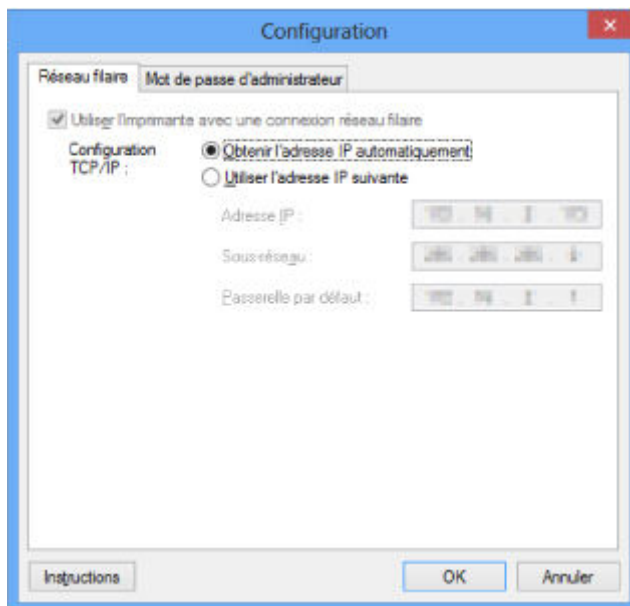 Configuration
Réseau filaire
Mot de passe d'administrateur
Utiliser l'imprimante avec une connexion réseau filaire
Configuration TCP/IP :
Obtenir l'adresse IP automatiquement
Utiliser l'adresse IP suivante
Adresse IP :
Sous-réseau :
Passerelle par défaut :
Instructions
OK
Annuler